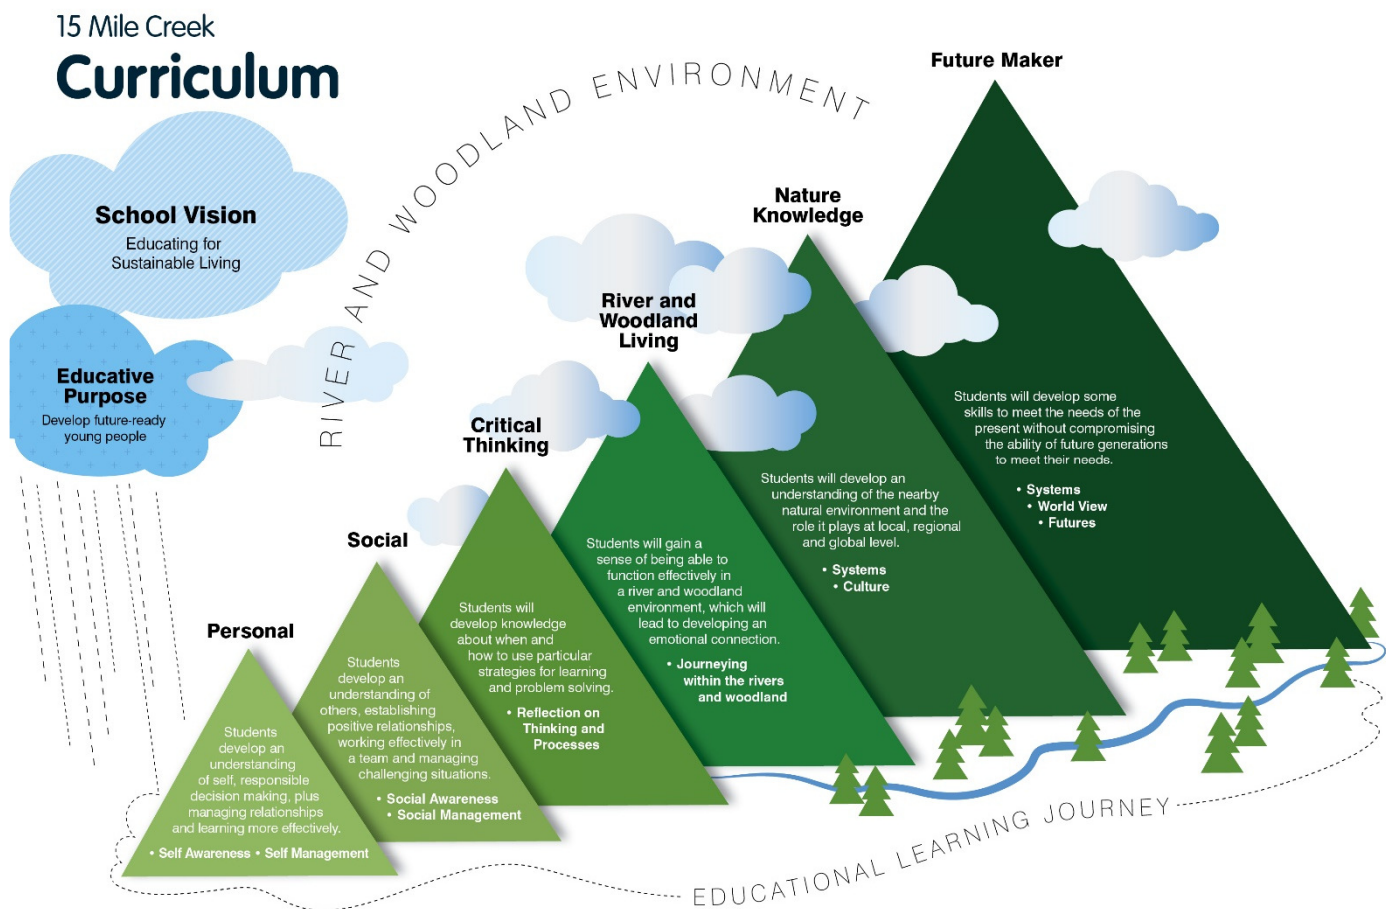 15 Mile Creek
Curriculum
School Vision
Educating for
Sustainable Living
Educative
Purpose
Develop future-ready
young people
RIVER AND WOODLAND ENVIRONMENT
Personal
Students
develop an
understanding
of self, responsible
decision making, plus
managing relationships
and learning more effectively.
• Self Awareness • Self Management
Social
Students
develop an
understanding of
others, establishing
positive relationships,
working effectively in
a team and managing
challenging situations.
• Social Awareness
• Social Management
Critical
Thinking
Students will
develop knowledge
about when and
how to use particular
strategies for learning
and problem solving.
• Reflection on
Thinking and
Processes
River and
Woodland
Living
Students will gain a
sense of being able to
function effectively in
a river and woodland
environment, which will
lead to developing an
emotional connection.
• Journeying
within the rivers
and woodland
Nature
Knowledge
Students will develop an
understanding of the nearby
natural environment and the
role it plays at local, regional
and global level.
• Systems
• Culture
Future Maker
Students will develop some
skills to meet the needs of the
present without compromising
the ability of future generations
to meet their needs.
• Systems
• World View
• Futures
EDUCATIONAL LEARNING JOURNEY